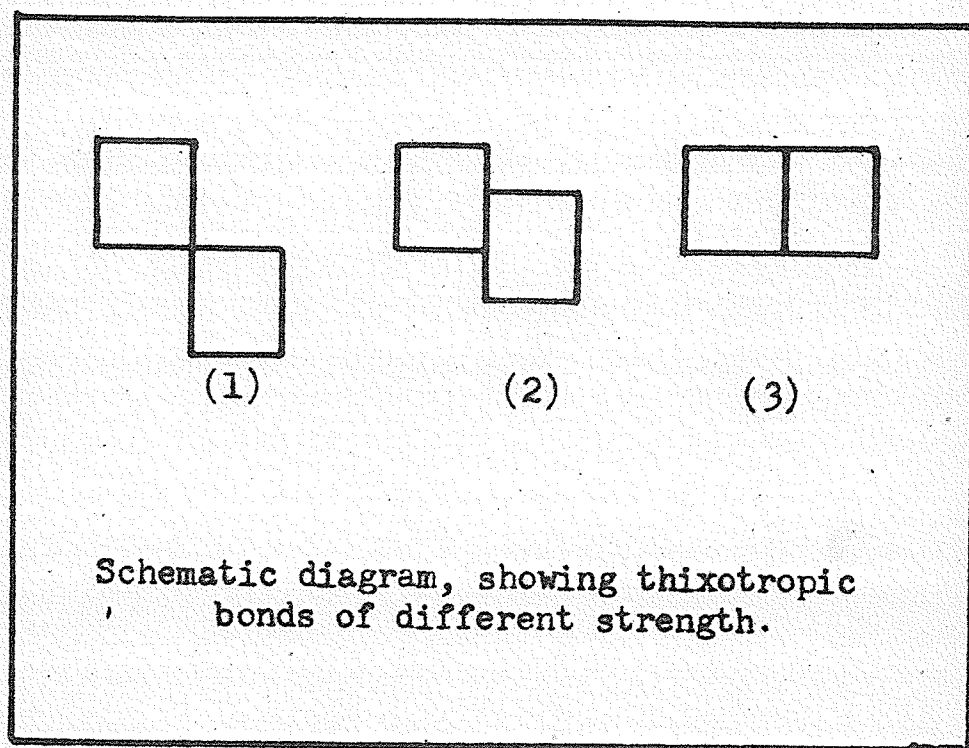 (1) (2) (3)
Schematic diagram, showing thixotropic
bonds of different strength.